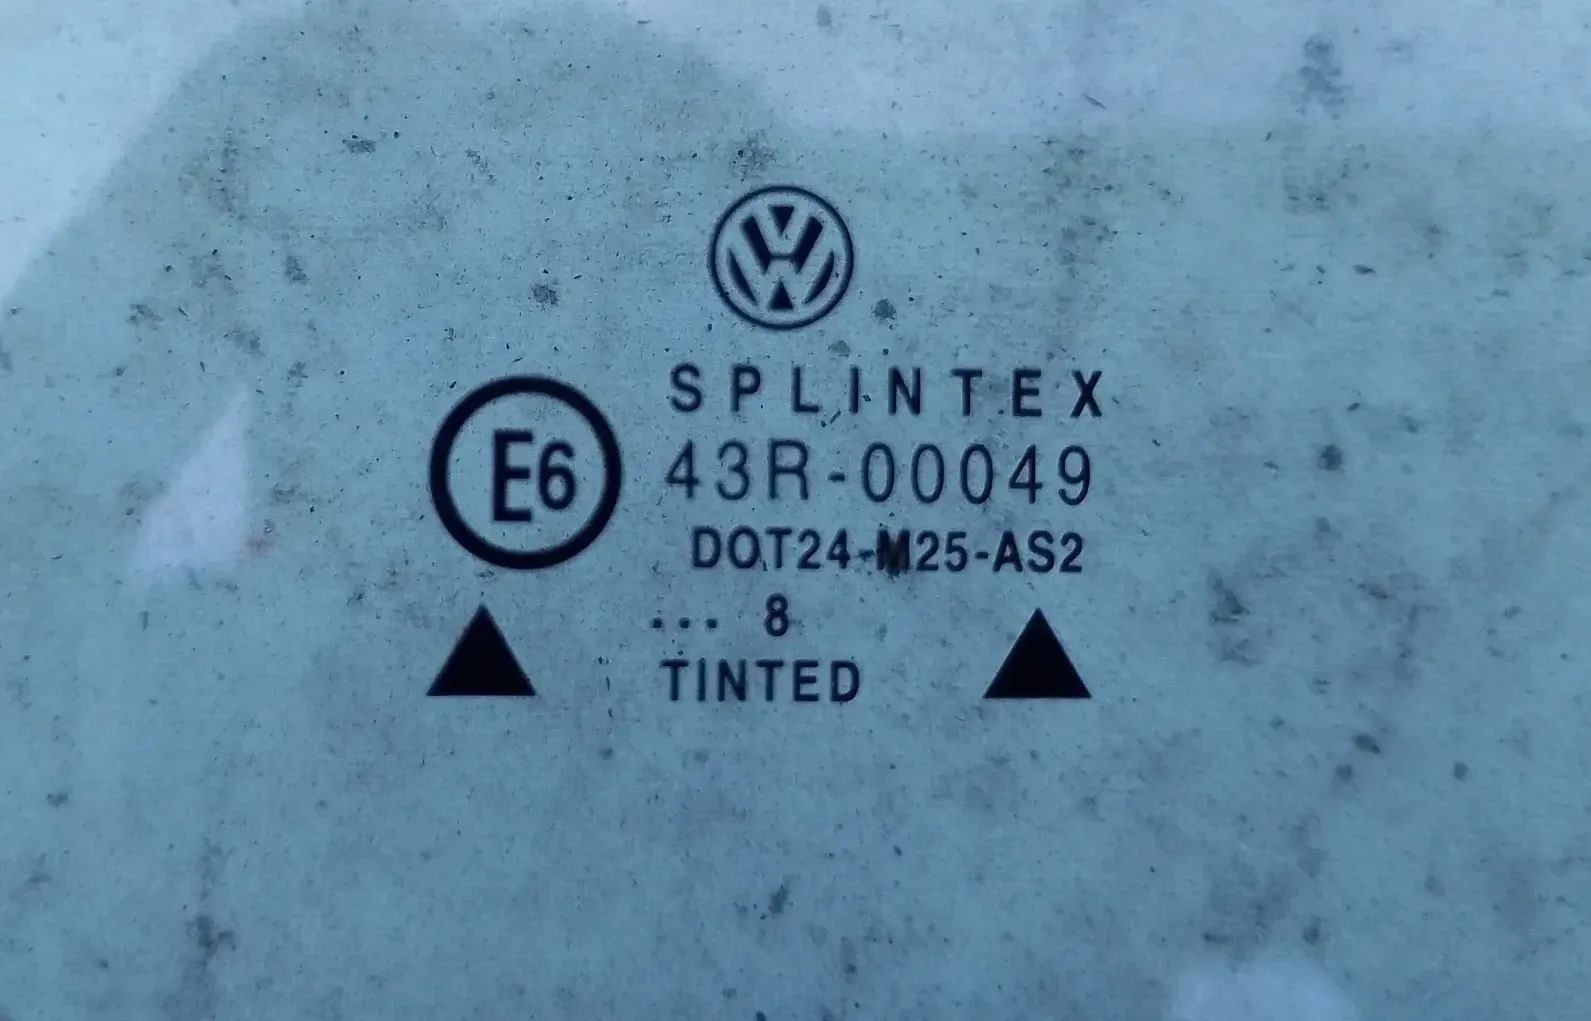 SPLINTEX
E6
43R-00049
DOT24-M25-AS2
... 8
TINTED